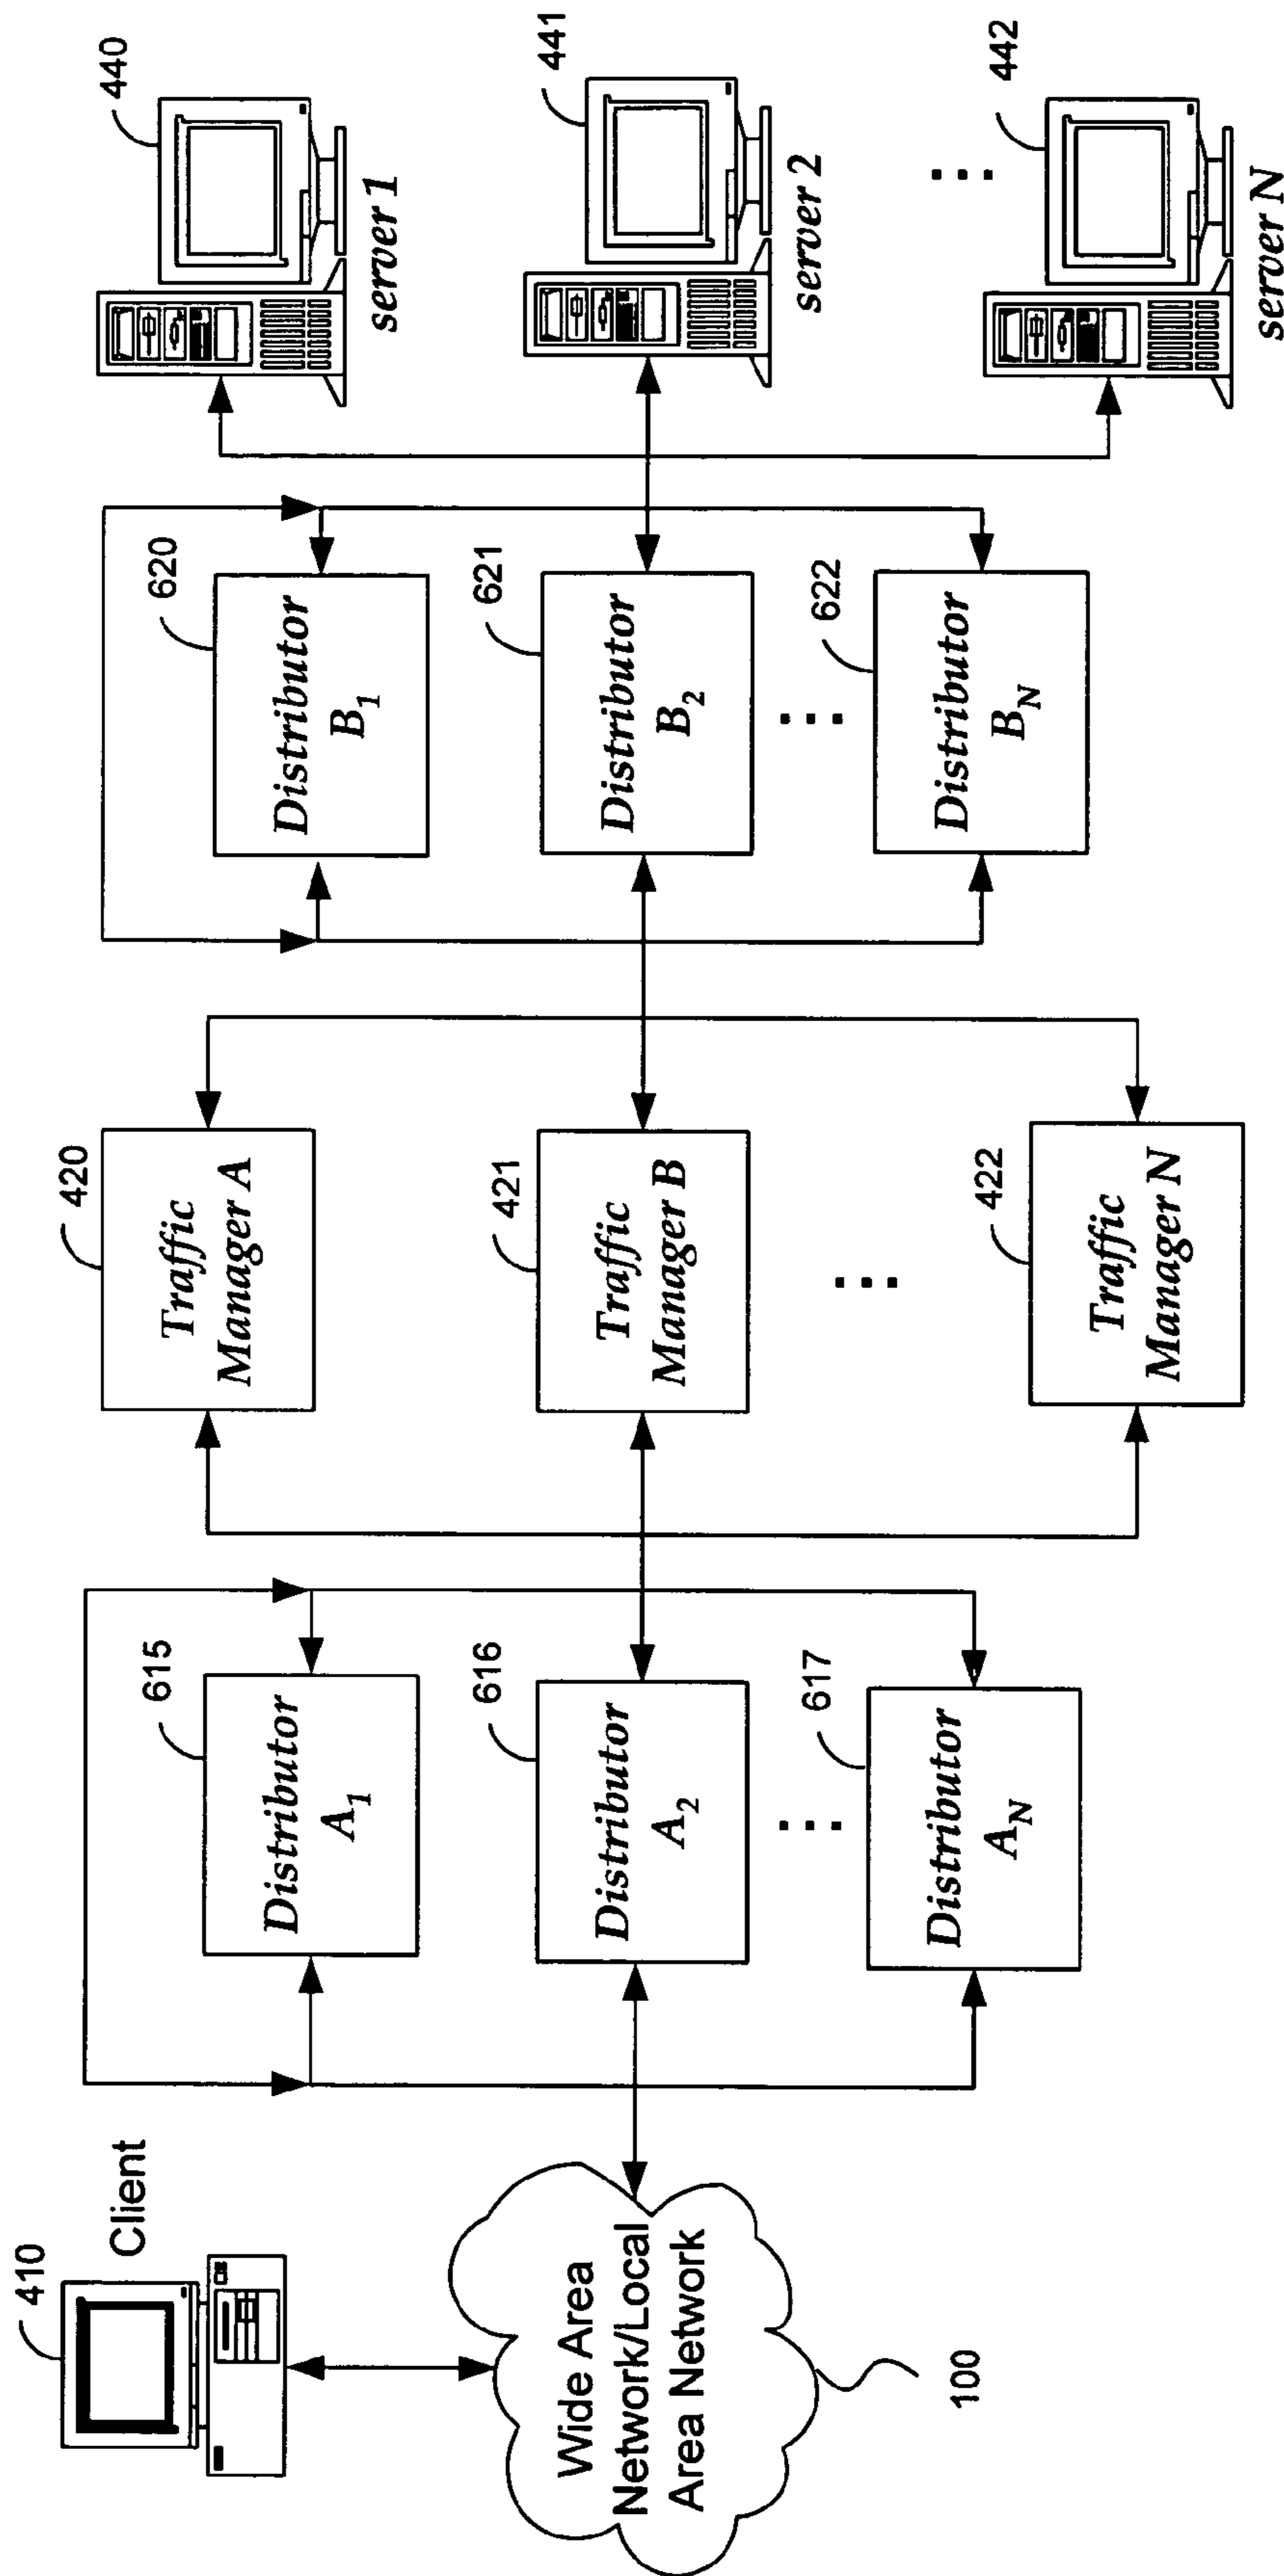 410
Client
Wide Area
Network/Local
Area Network
100
615
Distributor
A1
616
Distributor
A2
617
Distributor
AN
420
Traffic
Manager A
421
Traffic
Manager B
422
Traffic
Manager N
620
Distributor
B1
621
Distributor
B2
622
Distributor
BN
440
server 1
441
server 2
442
server N